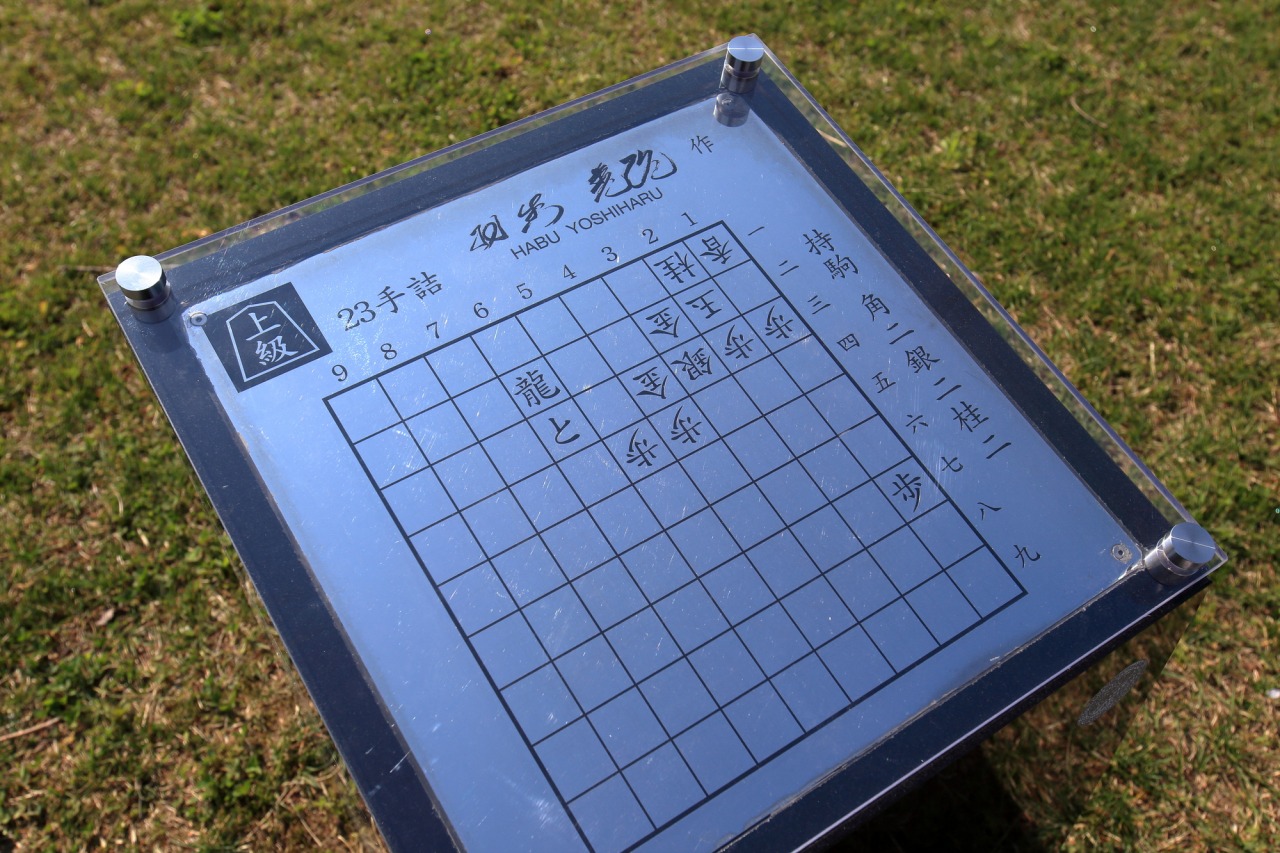 羽生 善治 作
HABU YOSHIHARU
上級
23手詰
9 8 7 6 5 4 3 2 1
桂 香 一
龍 金 玉 二
と 金 銀 歩 歩 三
歩 歩 四
五
六
歩 七
八
九
持駒 角二銀二桂二